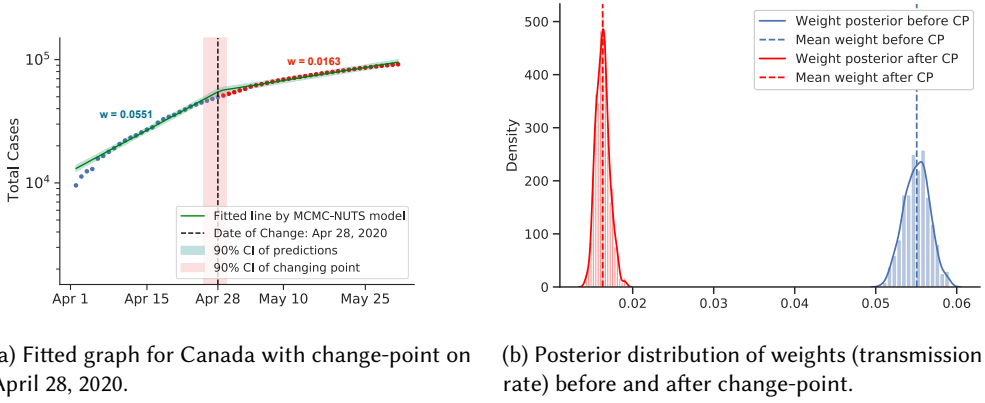 10⁵
10⁴
Total Cases
w = 0.0551
w = 0.0163
Fitted line by MCMC-NUTS model
Date of Change: Apr 28, 2020
90% CI of predictions
90% CI of changing point
Apr 1
Apr 15
Apr 28
May 10
May 25
a) Fitted graph for Canada with change-point on
April 28, 2020.
500
400
300
200
100
0
Density
Weight posterior before CP
Mean weight before CP
Weight posterior after CP
Mean weight after CP
0.02
0.03
0.04
0.05
0.06
(b) Posterior distribution of weights (transmission
rate) before and after change-point.